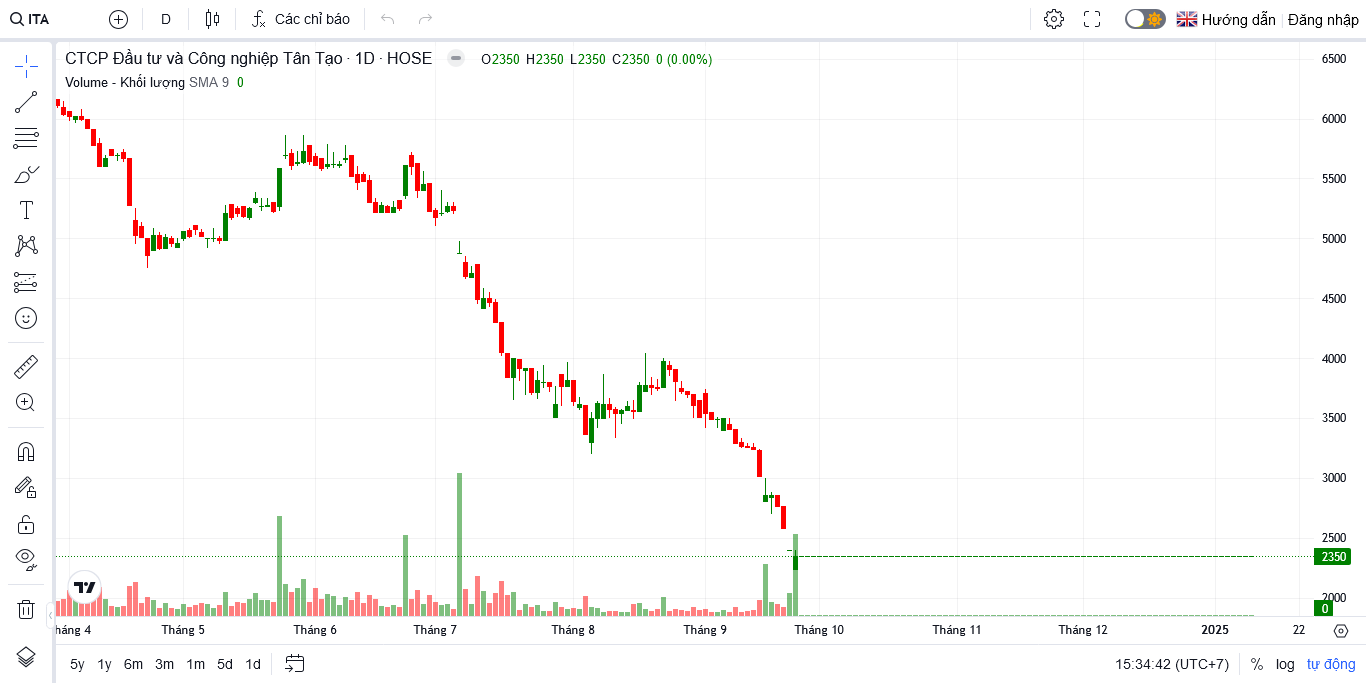 ITA D Các chỉ báo Hướng dẫn Đăng nhập
CTCP Đầu tư và Công nghiệp Tân Tạo · 1D · HOSE O2350 H2350 L2350 C2350 0 (0.00%)
Volume - Khối lượng SMA 9 0
6500
6000
5500
5000
4500
4000
3500
3000
2500
2350
2000
0
háng 4 Tháng 5 Tháng 6 Tháng 7 Tháng 8 Tháng 9 Tháng 10 Tháng 11 Tháng 12 2025 22
5y 1y 6m 3m 1m 5d 1d 15:34:42 (UTC+7) % log tự động